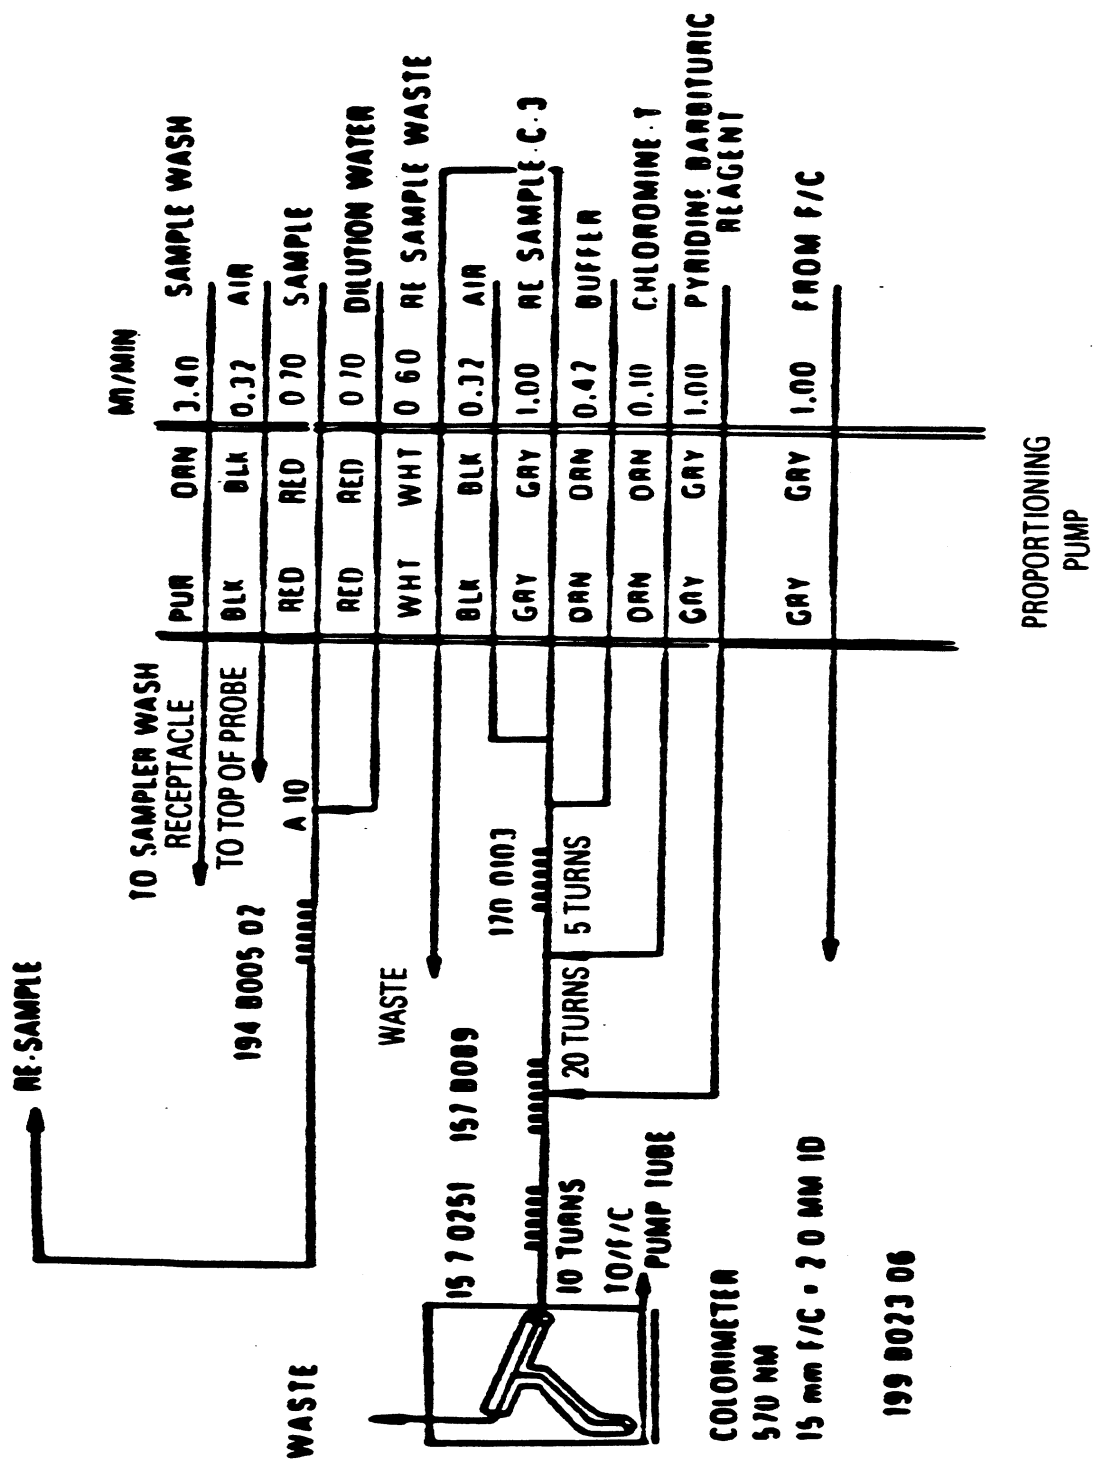 RE-SAMPLE
TO SAMPLER WASH
RECEPTACLE
TO TOP OF PROBE
194 B005 02
A 10
WASTE
170 0103
5 TURNS
20 TURNS
157 B089
15 7 0251
10 TURNS
TO/F/C
PUMP TUBE
WASTE
COLORIMETER
570 NM
15 mm F/C • 2 0 MM ID
199 B023 06
Ml/MIN
PUR ORN 3.40 SAMPLE WASH
BLK BLK 0.32 AIR
RED RED 0 70 SAMPLE
RED RED 0 70 DILUTION WATER
WHT WHT 0 60 RE SAMPLE WASTE
BLK BLK 0.32 AIR
GRY GRY 1.00 RE SAMPLE C-3
ORN ORN 0.42 BUFFER
ORN ORN 0.10 CHLOROMINE-T
GRY GRY 1.00 PYRIDINE BARBITURIC
REAGENT
GRY GRY 1.00 FROM F/C
PROPORTIONING
PUMP